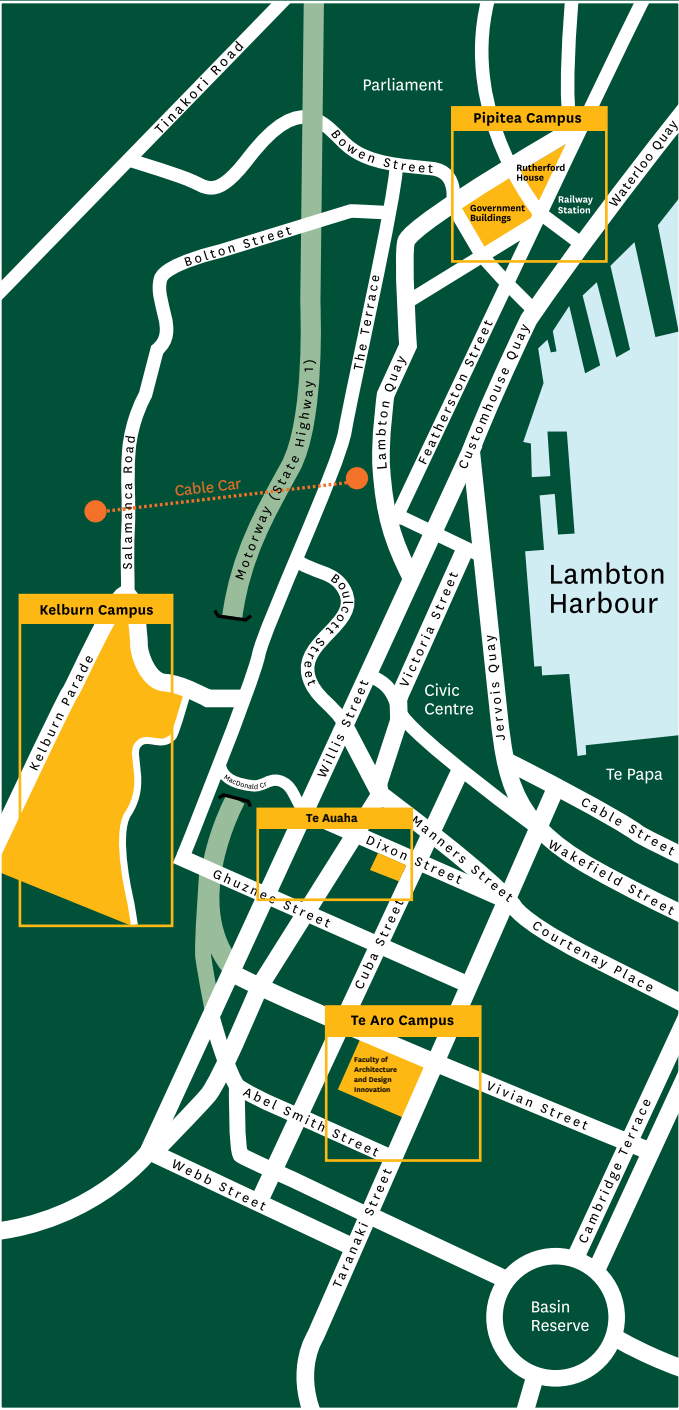 Tinakori Road
Parliament
Pipitea Campus
Bowen Street
Rutherford
House
Waterloo Quay
Railway
Station
Government
Buildings
Bolton Street
The Terrace
Lambton Quay
Featherston Street
Customhouse Quay
Motorway (State Highway 1)
Salamanca Road
Cable Car
Lambton
Harbour
Kelburn Campus
Boulcott Street
Victoria Street
Kelburn Parade
Civic
Centre
Jervois Quay
Willis Street
Te Papa
MacDonald Cr
Cable Street
Te Auaha
Manners Street
Dixon Street
Wakefield Street
Ghuznee Street
Cuba Street
Courtenay Place
Te Aro Campus
Faculty of
Architecture
and Design
Innovation
Vivian Street
Abel Smith Street
Cambridge Terrace
Webb Street
Taranaki Street
Basin
Reserve